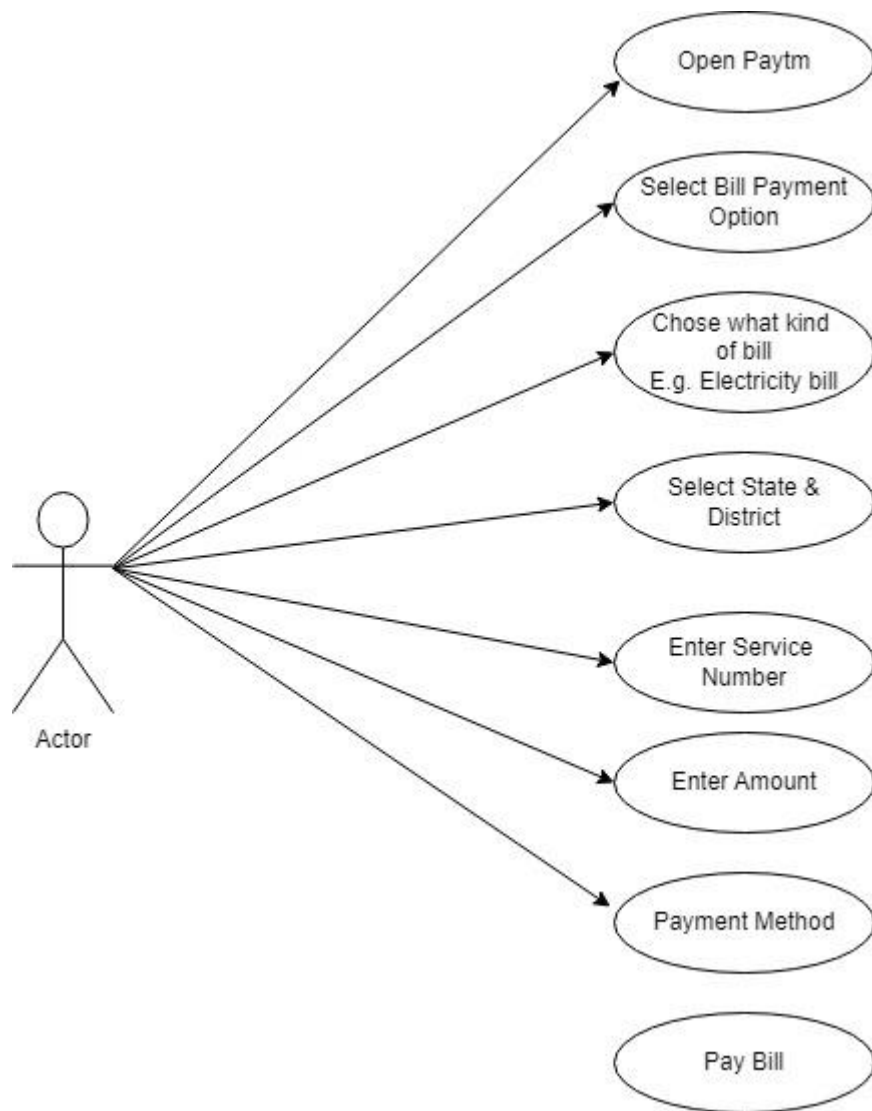 Open Paytm
Select Bill Payment
Option
Chose what kind
of bill
E.g. Electricity bill
Select State &
District
Enter Service
Number
Actor
Enter Amount
Payment Method
Pay Bill